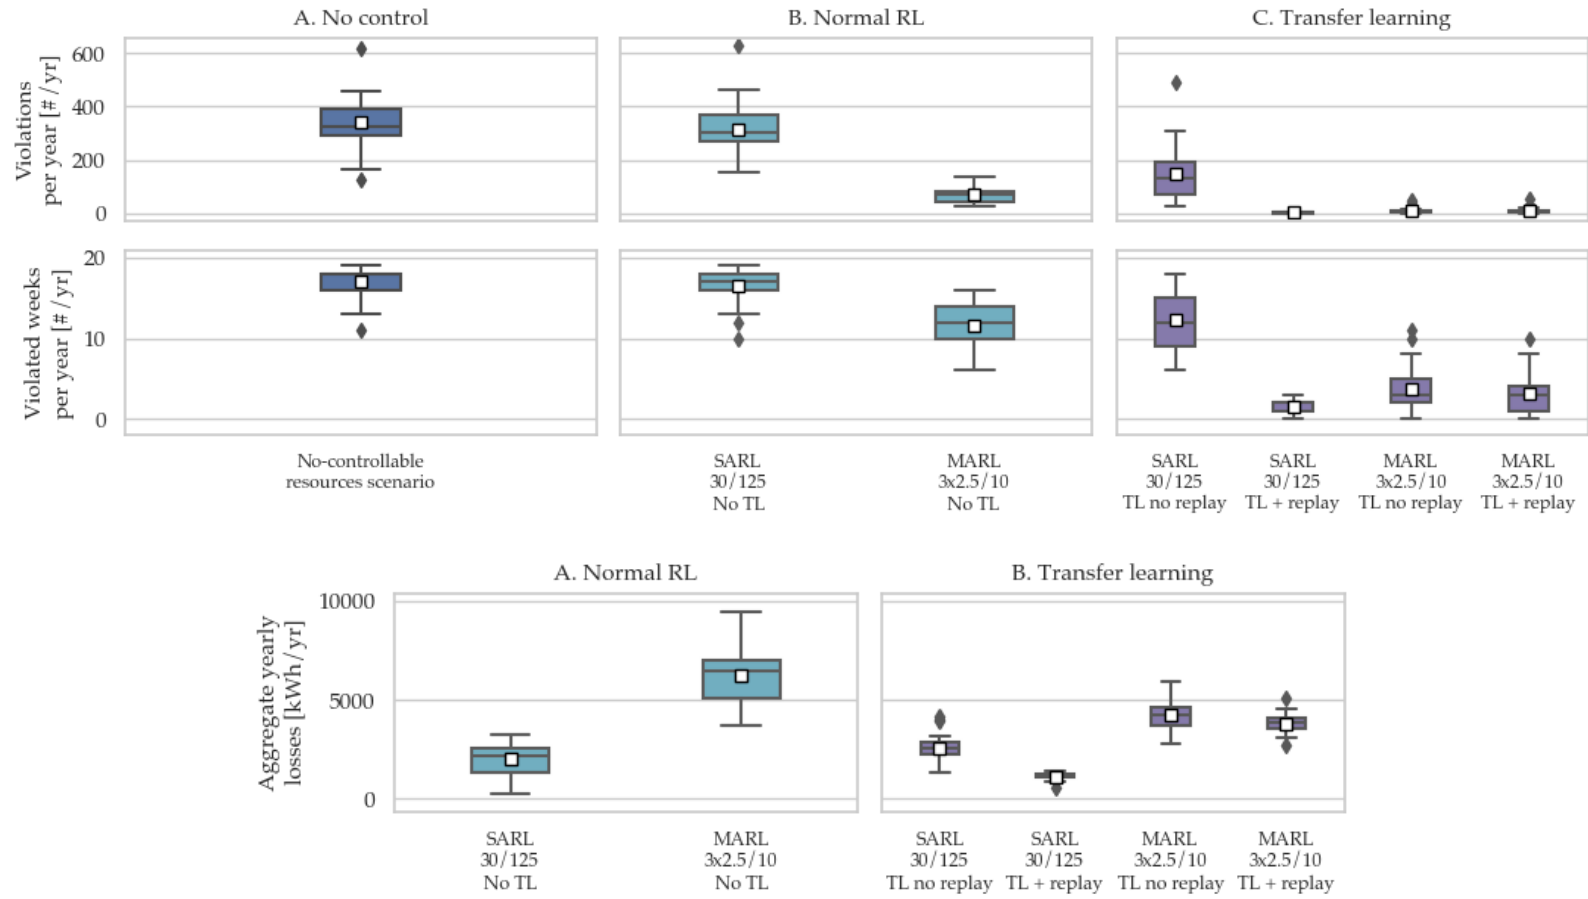 A. No control
B. Normal RL
C. Transfer learning
Violations
per year [#/yr]
600
400
200
0
Violated weeks
per year [#/yr]
20
10
0
No-controllable
resources scenario
SARL
30/125
No TL
MARL
3x2.5/10
No TL
SARL
30/125
TL no replay
SARL
30/125
TL + replay
MARL
3x2.5/10
TL no replay
MARL
3x2.5/10
TL + replay
A. Normal RL
B. Transfer learning
Aggregate yearly
losses [kWh/yr]
10000
5000
0
SARL
30/125
No TL
MARL
3x2.5/10
No TL
SARL
30/125
TL no replay
SARL
30/125
TL + replay
MARL
3x2.5/10
TL no replay
MARL
3x2.5/10
TL + replay